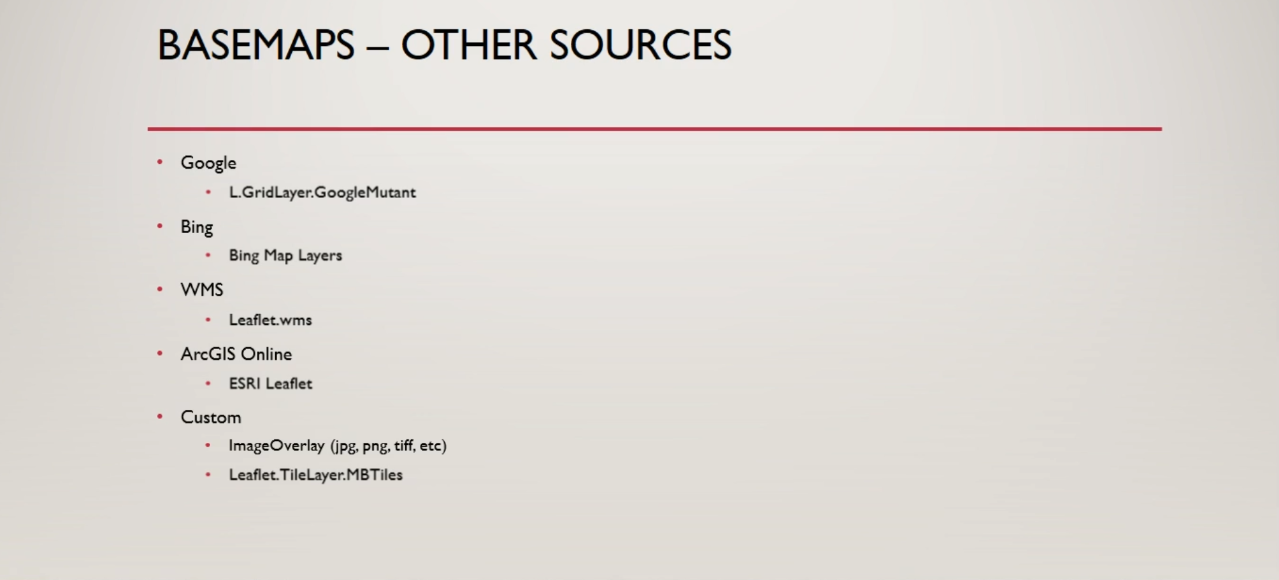 BASEMAPS – OTHER SOURCES
• Google
• L.GridLayer.GoogleMutant
• Bing
• Bing Map Layers
• WMS
• Leaflet.wms
• ArcGIS Online
• ESRI Leaflet
• Custom
• ImageOverlay (jpg, png, tiff, etc)
• Leaflet.TileLayer.MBTiles